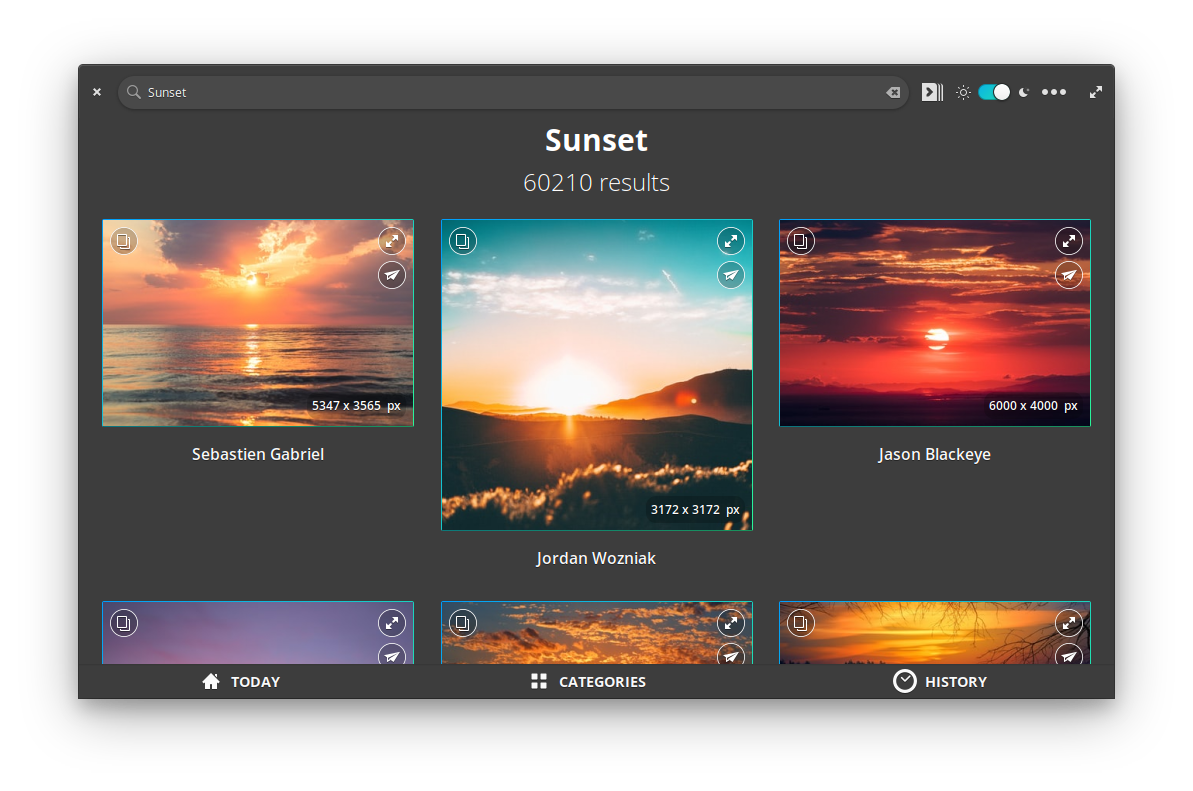 Sunset
Sunset
60210 results
5347 x 3565 px
Sebastien Gabriel
3172 x 3172 px
Jordan Wozniak
6000 x 4000 px
Jason Blackeye
TODAY
CATEGORIES
HISTORY